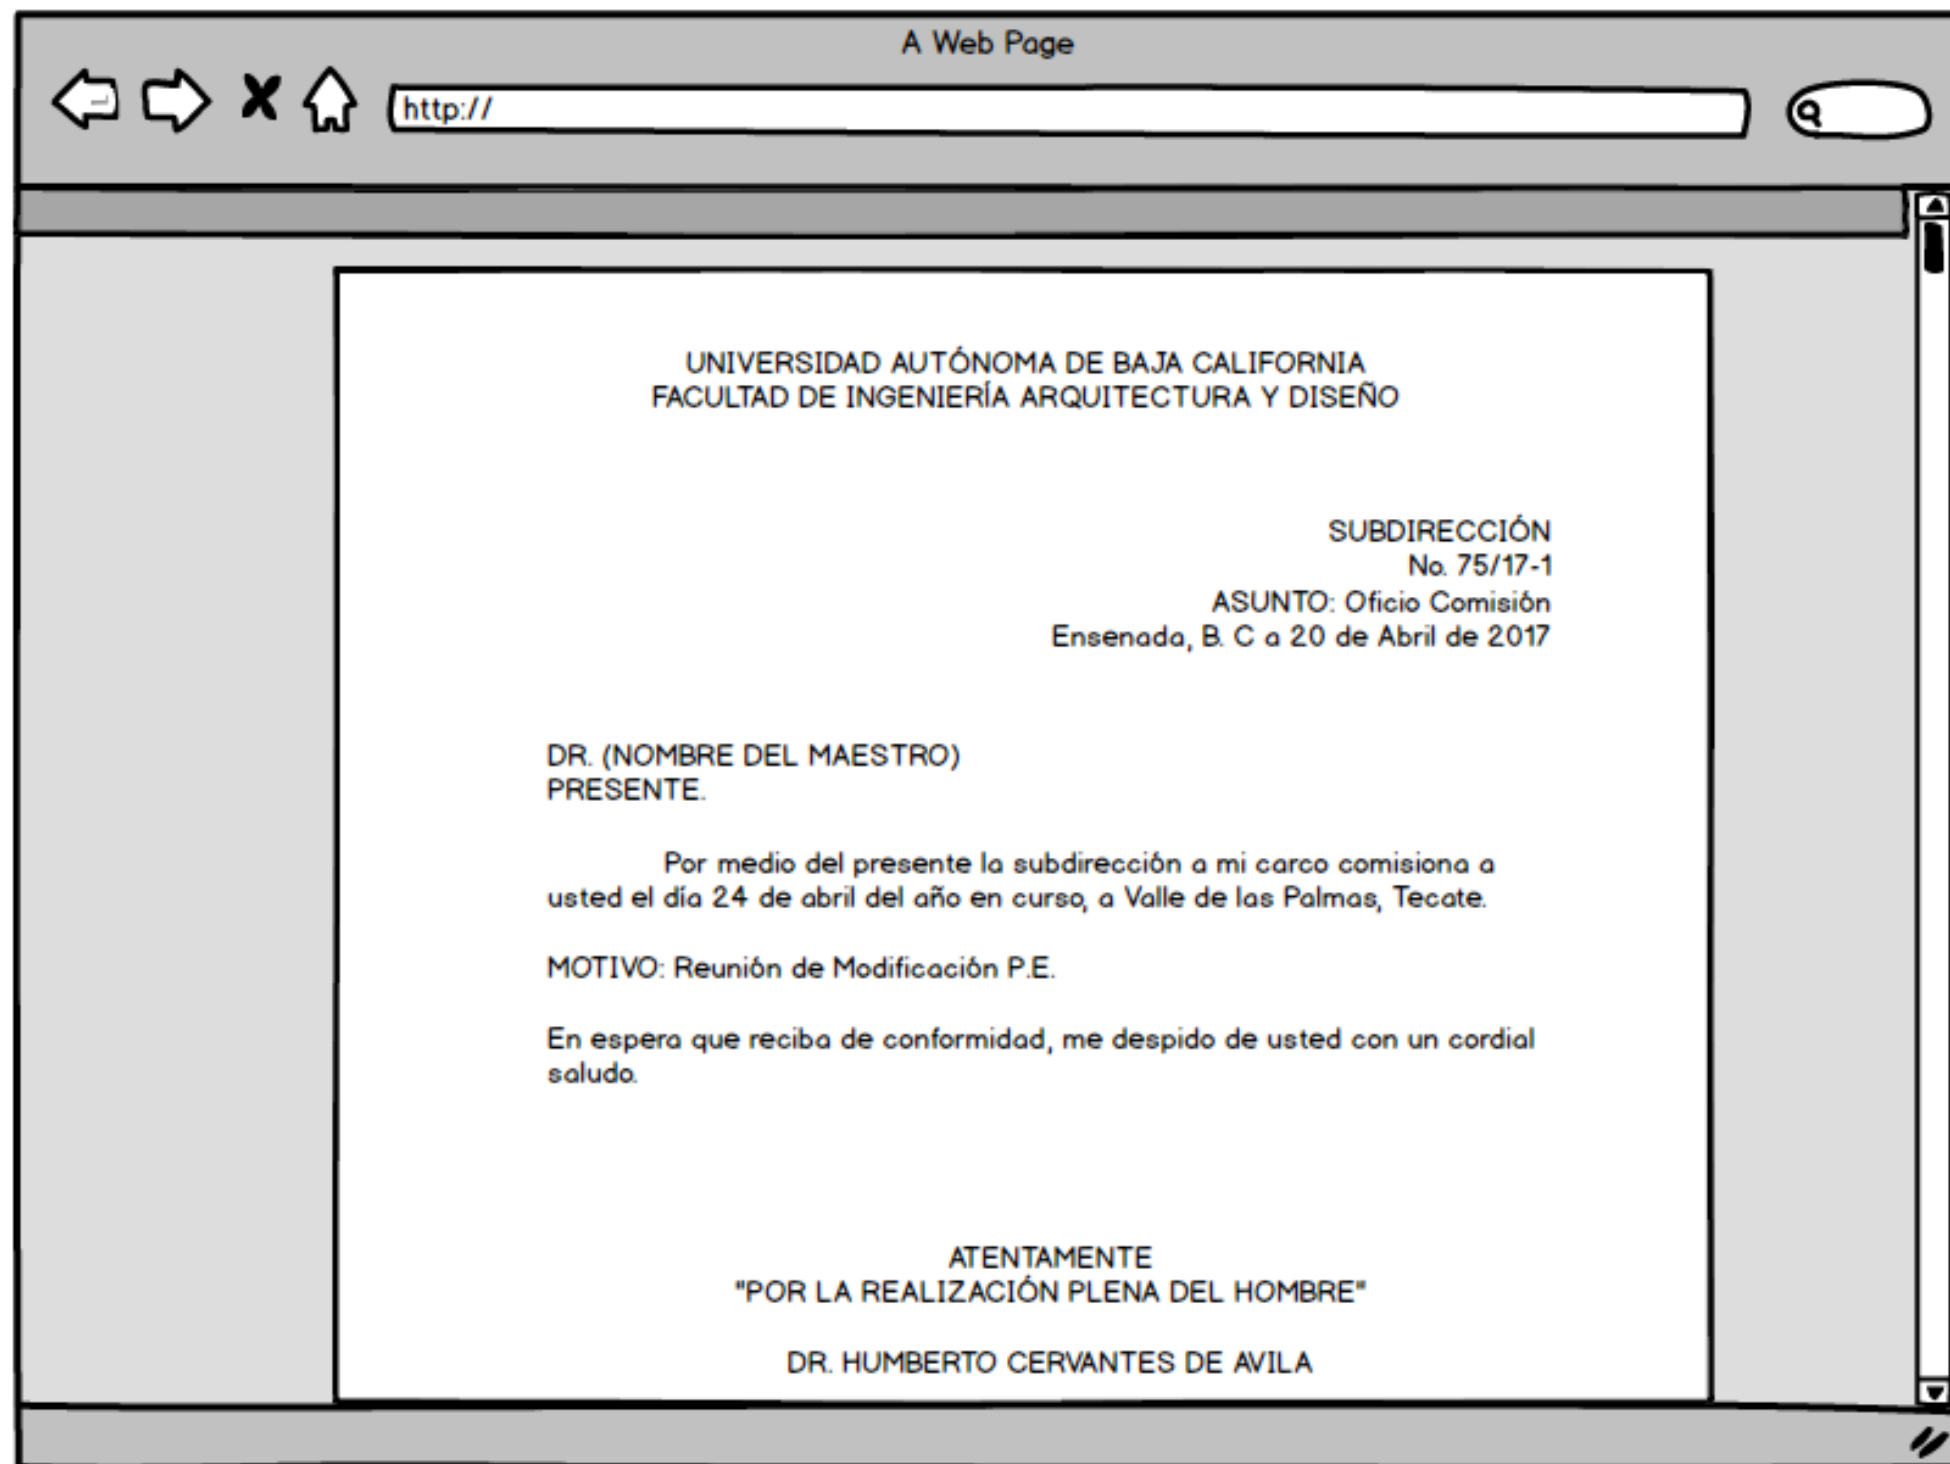 A Web Page
http://
UNIVERSIDAD AUTÓNOMA DE BAJA CALIFORNIA
FACULTAD DE INGENIERÍA ARQUITECTURA Y DISEÑO
SUBDIRECCIÓN
No. 75/17-1
ASUNTO: Oficio Comisión
Ensenada, B. C a 20 de Abril de 2017
DR. (NOMBRE DEL MAESTRO)
PRESENTE.
Por medio del presente la subdirección a mi carco comisiona a
usted el día 24 de abril del año en curso, a Valle de las Palmas, Tecate.
MOTIVO: Reunión de Modificación P.E.
En espera que reciba de conformidad, me despido de usted con un cordial
saludo.
ATENTAMENTE
"POR LA REALIZACIÓN PLENA DEL HOMBRE"
DR. HUMBERTO CERVANTES DE AVILA